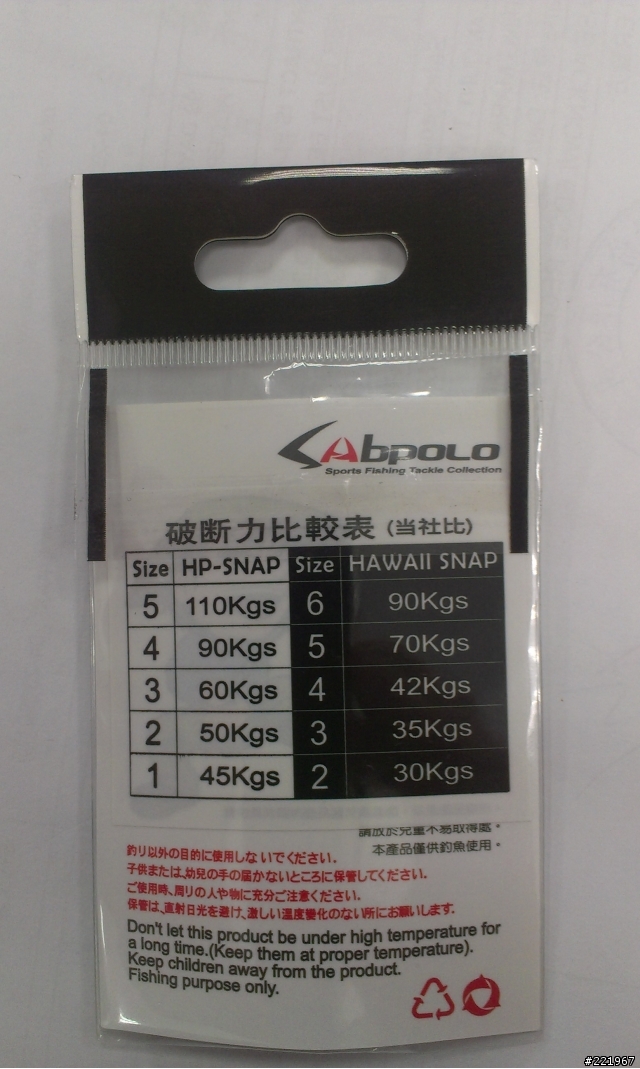 Abpolo
Sports Fishing Tackle Collection
破断力比較表(当社比)
Size HP-SNAP Size HAWAII SNAP
5 110Kgs 6 90Kgs
4 90Kgs 5 70Kgs
3 60Kgs 4 42Kgs
2 50Kgs 3 35Kgs
1 45Kgs 2 30Kgs
請放於兒童不易取得處。
本產品僅供釣魚使用。
釣り以外の目的に使用しないでください。
子供または、幼兒の手の届かないところに保管してください。
ご使用時、周りの人や物に充分ご注意ください。
保管は、直射日光を避け、激しい温度變化のない所にお願いします。
Don't let this product be under high temperature for
a long time.(Keep them at proper temperature).
Keep children away from the product.
Fishing purpose only.
#221967